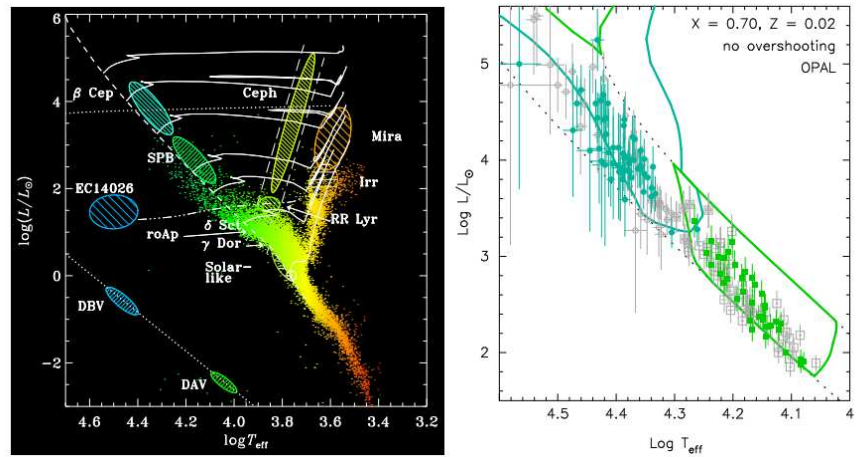 6
4
2
0
−2
4.6
4.4
4.2
4.0
3.8
3.6
3.4
3.2
log(L/L⊙)
logT_eff
β Cep
Ceph
Mira
SPB
Irr
EC14026
RR Lyr
δ Sct
roAp
γ Dor
Solar–
like
DBV
DAV
X = 0.70, Z = 0.02
no overshooting
OPAL
5
4
3
2
4.5
4.4
4.3
4.2
4.1
4
Log L/L⊙
Log T_eff